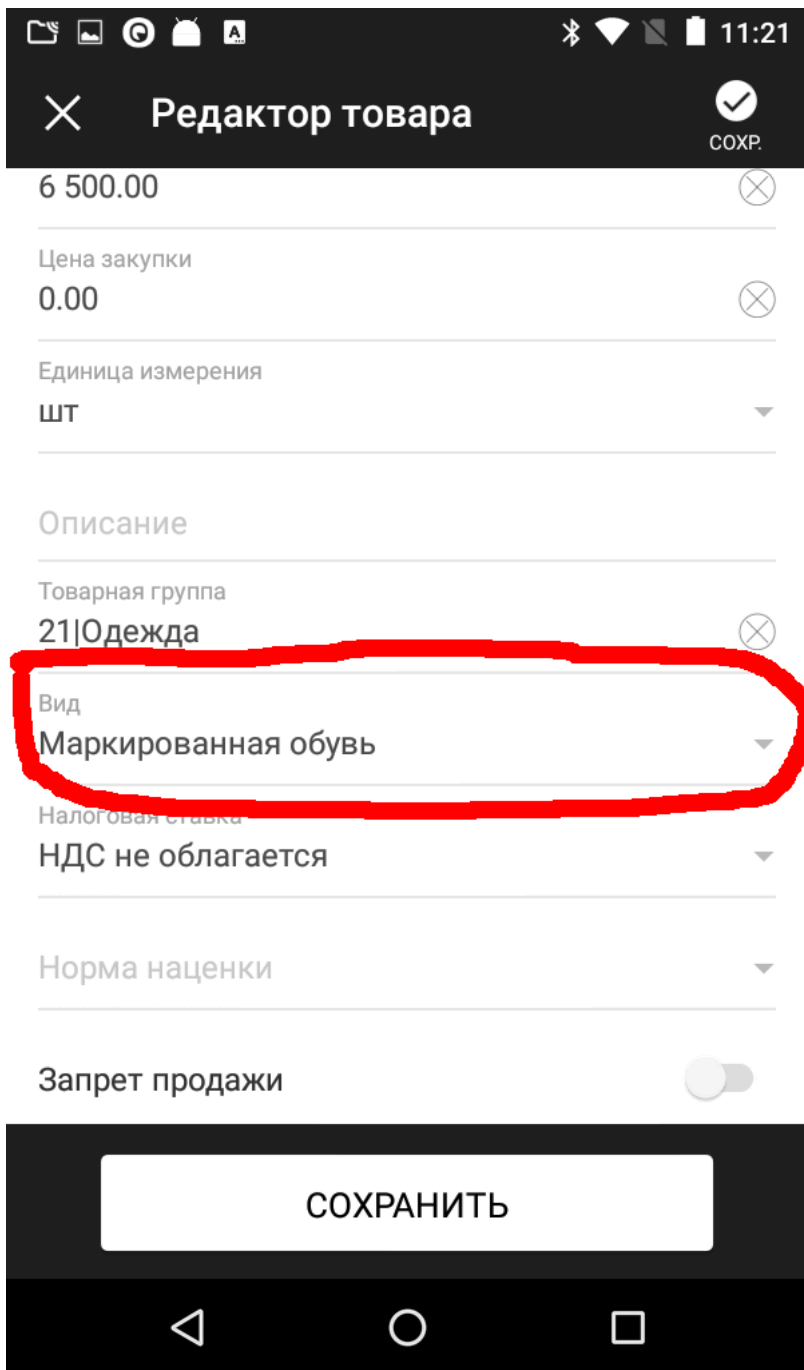 11:21
Редактор товара
СОХР.
6 500.00
Цена закупки
0.00
Единица измерения
шт
Описание
Товарная группа
21|Одежда
Вид
Маркированная обувь
Налоговая ставка
НДС не облагается
Норма наценки
Запрет продажи
СОХРАНИТЬ